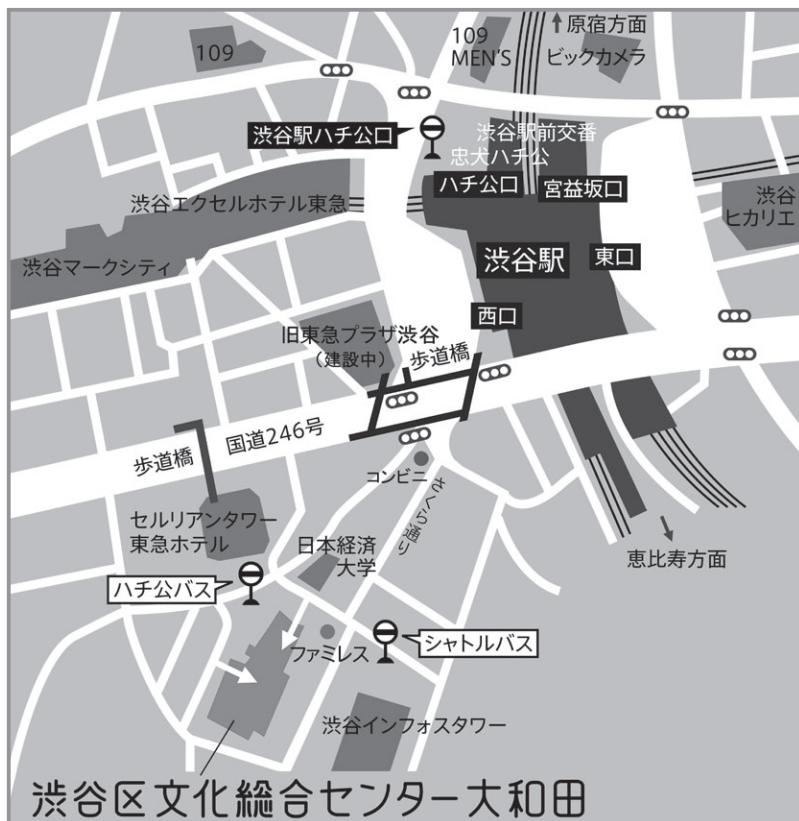 ↑原宿方面
109
109
MEN'S
ビックカメラ
渋谷駅ハチ公口
渋谷駅前交番
忠犬ハチ公
ハチ公口
宮益坂口
渋谷エクセルホテル東急
渋谷
ヒカリエ
渋谷マークシティ
渋谷駅
東口
西口
旧東急プラザ渋谷
（建設中）
歩道橋
国道246号
歩道橋
コンビニ
さくら通り
セルリアンタワー
東急ホテル
日本経済
大学
恵比寿方面
ハチ公バス
ファミレス
シャトルバス
渋谷インフォスタワー
渋谷区文化総合センター大和田